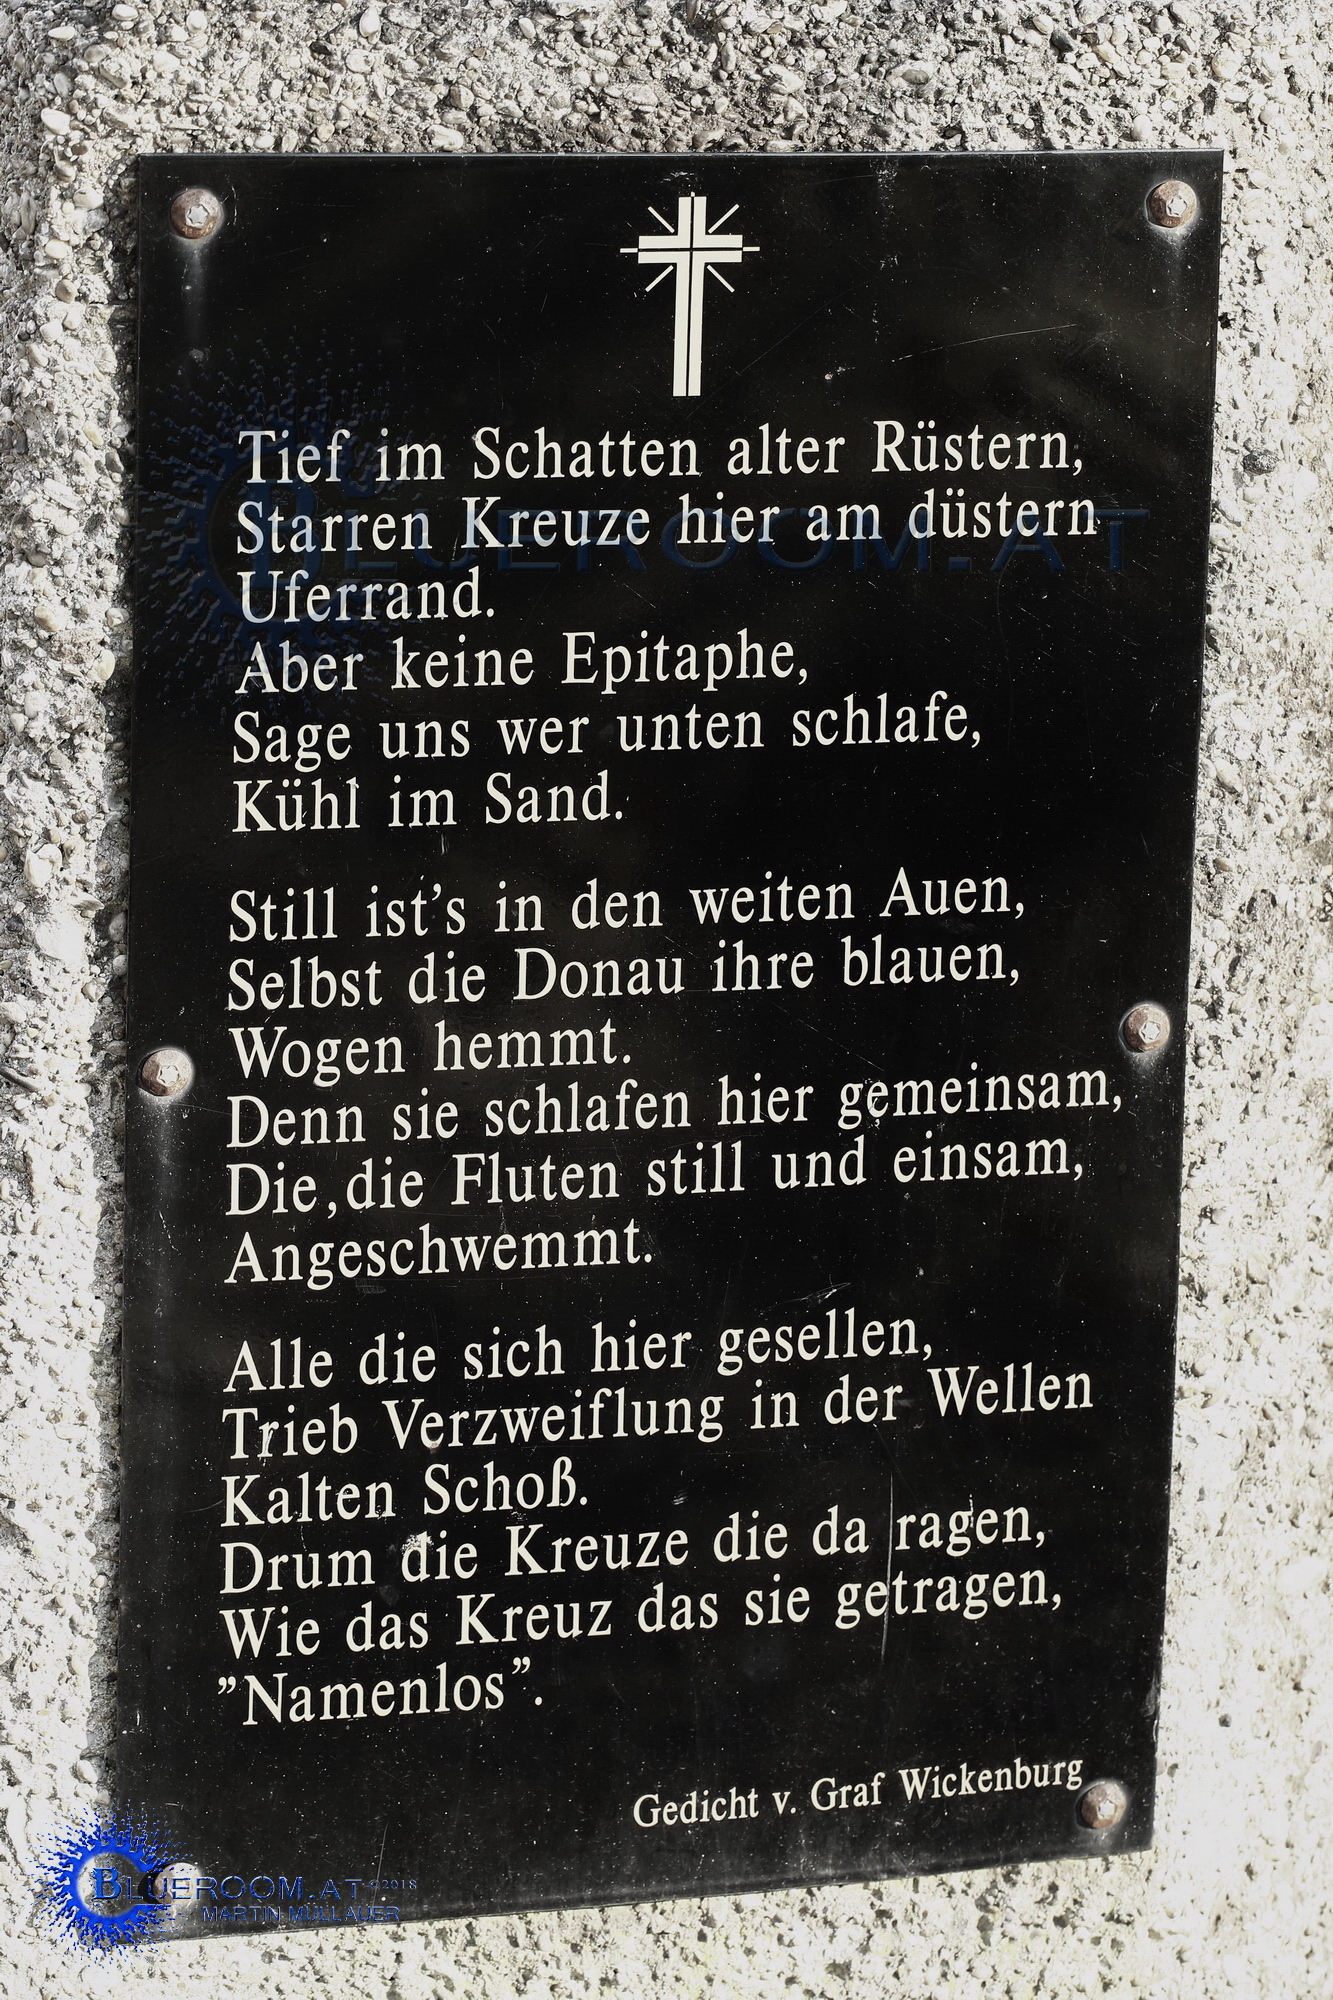 Tief im Schatten alter Rüstern,
Starren Kreuze hier am düstern
Uferrand.
Aber keine Epitaphe,
Sage uns wer unten schlafe,
Kühl im Sand.
Still ist's in den weiten Auen,
Selbst die Donau ihre blauen,
Wogen hemmt.
Denn sie schlafen hier gemeinsam,
Die,die Fluten still und einsam,
Angeschwemmt.
Alle die sich hier gesellen,
Trieb Verzweiflung in der Wellen
Kalten Schoß.
Drum die Kreuze die da ragen,
Wie das Kreuz das sie getragen,
"Namenlos".
Gedicht v. Graf Wickenburg
BLUEROOM.AT
BLUEROOM.AT ©2018
MARTIN MÜLLAUER